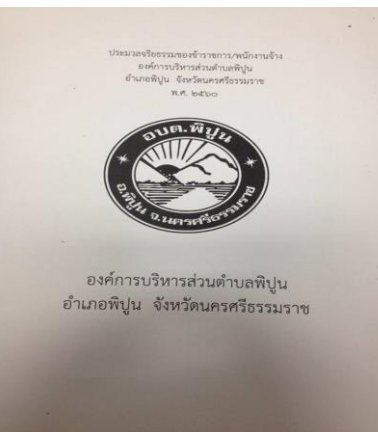 ประมวลจริยธรรมของข้าราชการ/พนักงานจ้าง
องค์การบริหารส่วนตำบลพิปูน
อำเภอพิปูน จังหวัดนครศรีธรรมราช
พ.ศ. ๒๕๖๐
อบต.พิปูน
อ.พิปูน จ.นครศรีธรรมราช
องค์การบริหารส่วนตำบลพิปูน
อำเภอพิปูน จังหวัดนครศรีธรรมราช